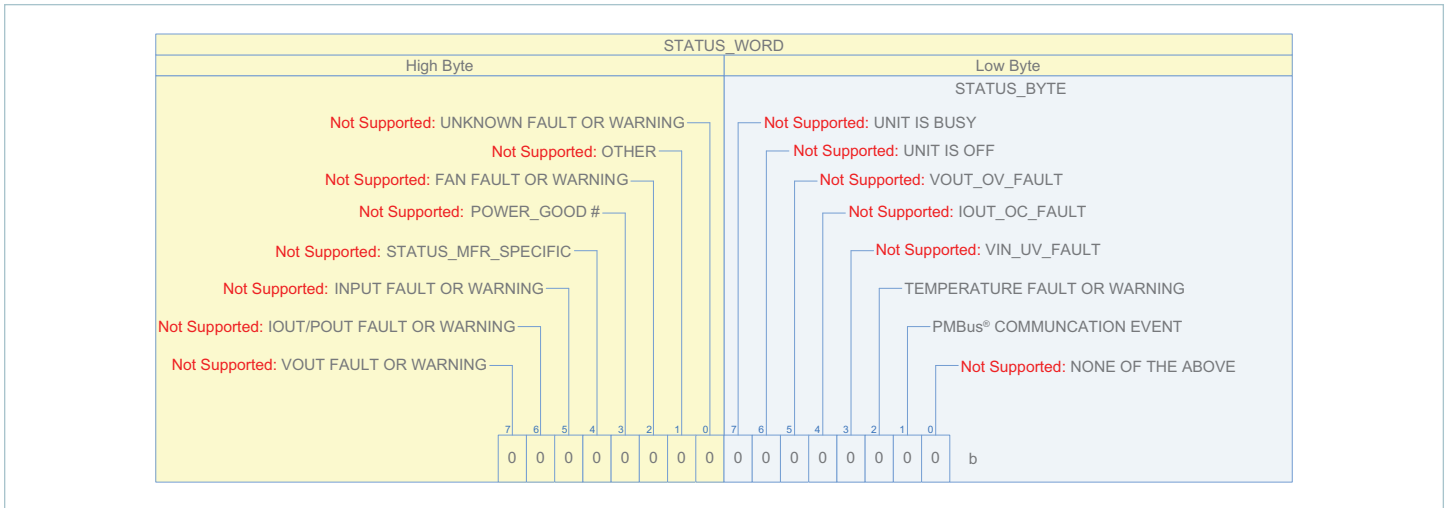 STATUS_WORD
High Byte
Low Byte
STATUS_BYTE
Not Supported: UNKNOWN FAULT OR WARNING
Not Supported: OTHER
Not Supported: FAN FAULT OR WARNING
Not Supported: POWER_GOOD #
Not Supported: STATUS_MFR_SPECIFIC
Not Supported: INPUT FAULT OR WARNING
Not Supported: IOUT/POUT FAULT OR WARNING
Not Supported: VOUT FAULT OR WARNING
Not Supported: UNIT IS BUSY
Not Supported: UNIT IS OFF
Not Supported: VOUT_OV_FAULT
Not Supported: IOUT_OC_FAULT
Not Supported: VIN_UV_FAULT
TEMPERATURE FAULT OR WARNING
PMBus® COMMUNCATION EVENT
Not Supported: NONE OF THE ABOVE
7 6 5 4 3 2 1 0 7 6 5 4 3 2 1 0
0 0 0 0 0 0 0 0 0 0 0 0 0 0 0 0 b